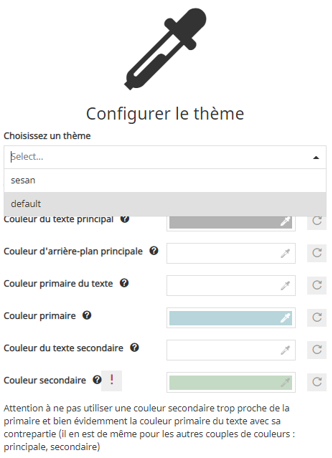 Configurer le thème
Choisissez un thème
Select...
sesan
default
Couleur du texte principal ?
Couleur d'arrière-plan principale ?
Couleur primaire du texte ?
Couleur primaire ?
Couleur du texte secondaire ?
Couleur secondaire ? !
Attention à ne pas utiliser une couleur secondaire trop proche de la
primaire et bien évidemment la couleur primaire du texte avec sa
contrepartie (il en est de même pour les autres couples de couleurs :
principale, secondaire)